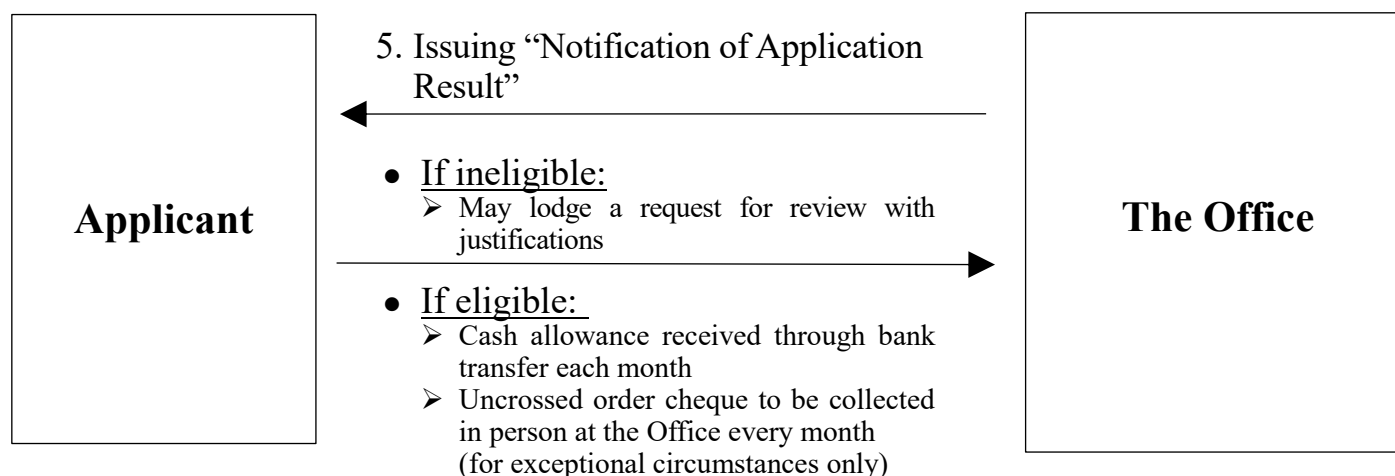 Applicant
5. Issuing “Notification of Application
Result”
● If ineligible:
➢ May lodge a request for review with
justifications
● If eligible:
➢ Cash allowance received through bank
transfer each month
➢ Uncrossed order cheque to be collected
in person at the Office every month
(for exceptional circumstances only)
The Office